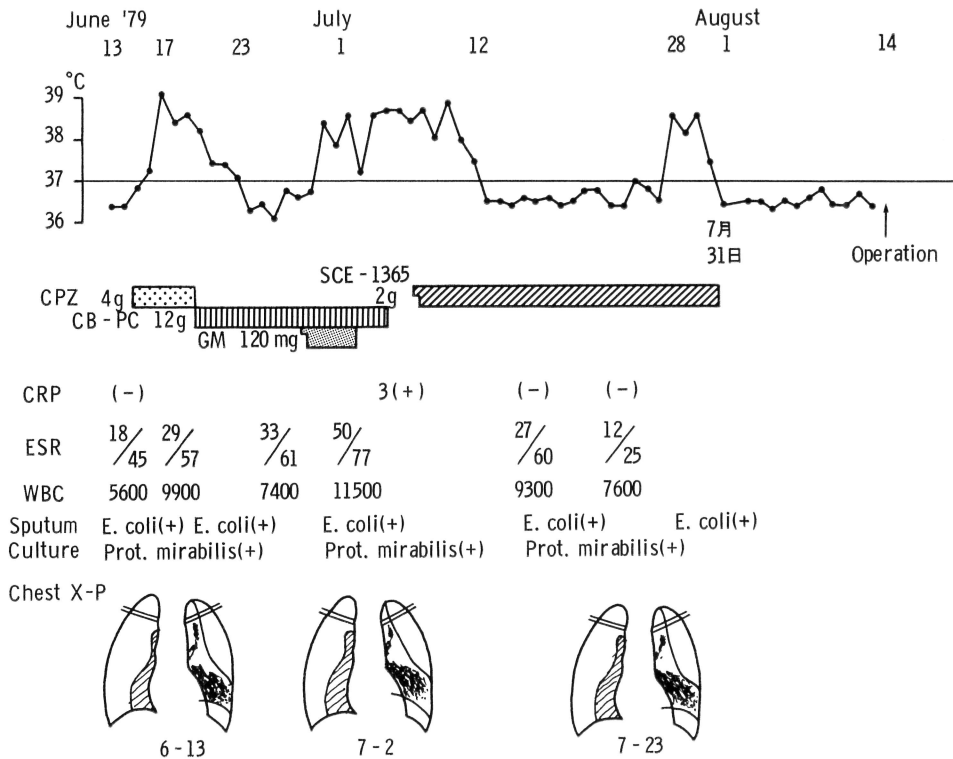 June '79 July August
13 17 23 1 12 28 1 14
°C
39
38
37
36
7月
31日
Operation
SCE-1365
CPZ 4g 2g
CB-PC 12g
GM 120 mg
CRP (-) 3(+) (-) (-)
ESR 18/45 29/57 33/61 50/77 27/60 12/25
WBC 5600 9900 7400 11500 9300 7600
Sputum E. coli(+) E. coli(+) E. coli(+) E. coli(+) E. coli(+)
Culture Prot. mirabilis(+) Prot. mirabilis(+) Prot. mirabilis(+)
Chest X-P
6-13 7-2 7-23